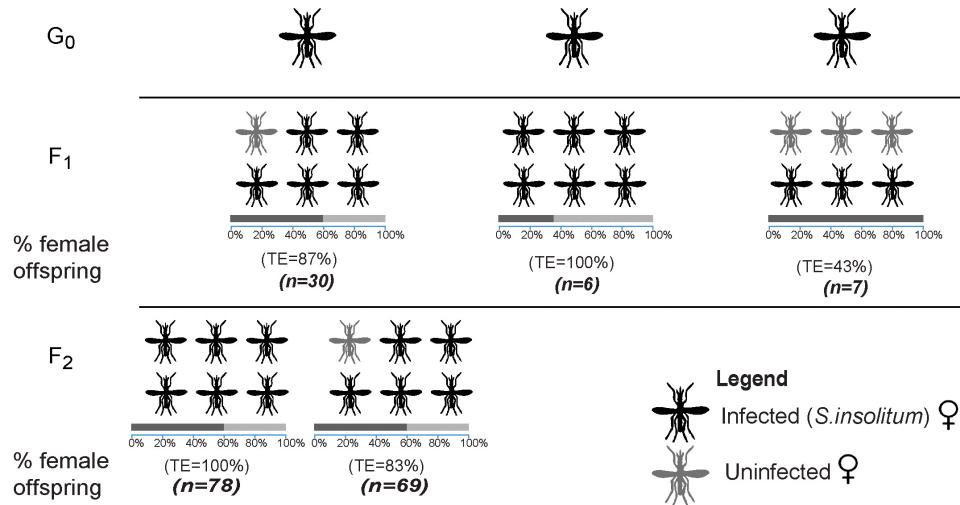 G0
F1
0% 20% 40% 60% 80% 100%
0% 20% 40% 60% 80% 100%
0% 20% 40% 60% 80% 100%
% female
offspring
(TE=87%)
(n=30)
(TE=100%)
(n=6)
(TE=43%)
(n=7)
F2
0% 20% 40% 60% 80% 100%
0% 20% 40% 60% 80% 100%
% female
offspring
(TE=100%)
(n=78)
(TE=83%)
(n=69)
Legend
Infected (S.insolitum) ♀
Uninfected ♀